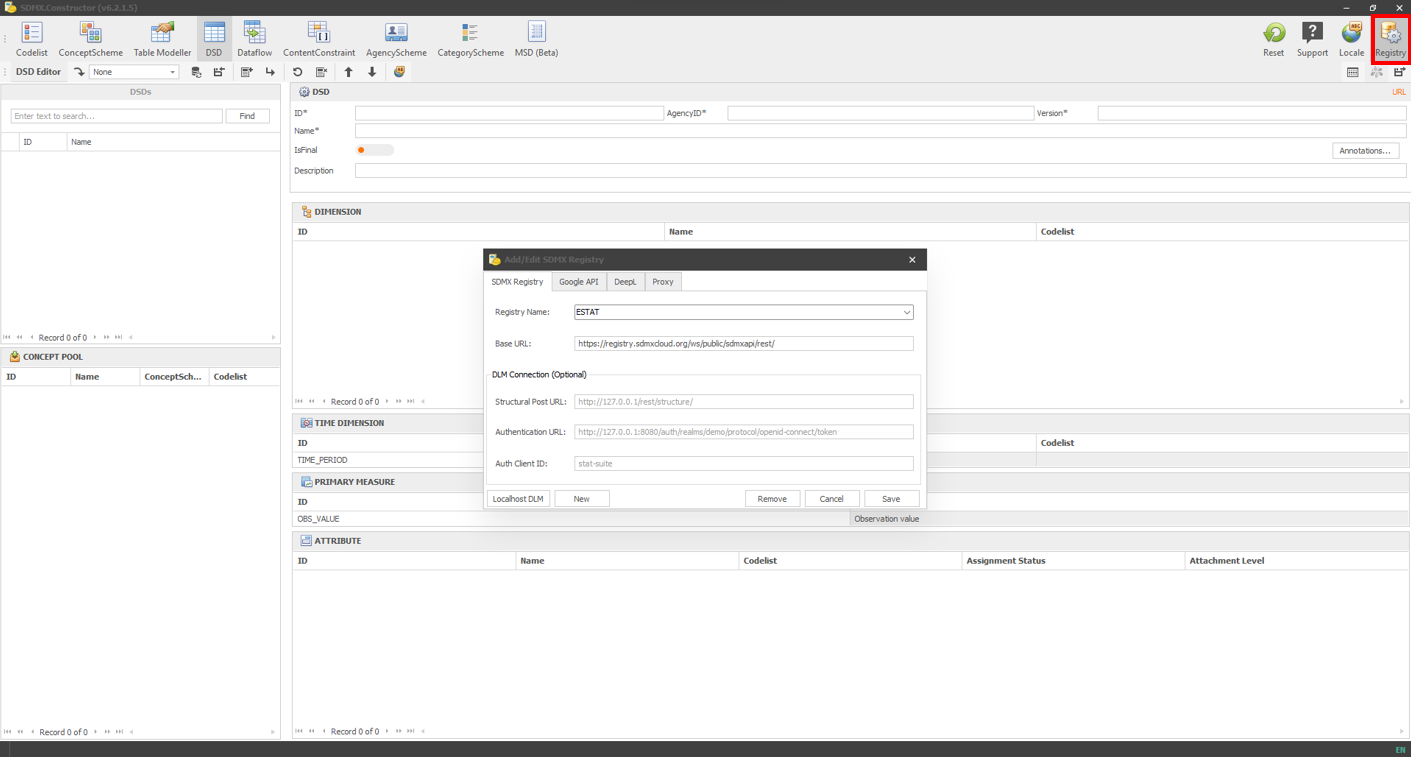 SDMX.Constructor (v6.2.1.5)
Codelist ConceptScheme Table Modeller DSD Dataflow ContentConstraint AgencyScheme CategoryScheme MSD (Beta) Reset Support Locale Registry
DSD Editor None
DSDs
DSD URL
Enter text to search... Find
ID* AgencyID* Version*
Name*
ID Name
IsFinal Annotations...
Description
DIMENSION
ID Name Codelist
Add/Edit SDMX Registry
SDMX Registry Google API DeepL Proxy
Registry Name: ESTAT
Base URL: https://registry.sdmxcloud.org/ws/public/sdmxapi/rest/
Record 0 of 0
CONCEPT POOL
ID Name ConceptSch... Codelist
DLM Connection (Optional)
Structural Post URL: http://127.0.0.1/rest/structure/
Record 0 of 0
TIME DIMENSION
Authentication URL: http://127.0.0.1:8080/auth/realms/demo/protocol/openid-connect/token
ID Codelist
TIME_PERIOD
Auth Client ID: stat-suite
PRIMARY MEASURE
Localhost DLM New Remove Cancel Save
ID
OBS_VALUE Observation value
ATTRIBUTE
ID Name Codelist Assignment Status Attachment Level
Record 0 of 0
Record 0 of 0
EN